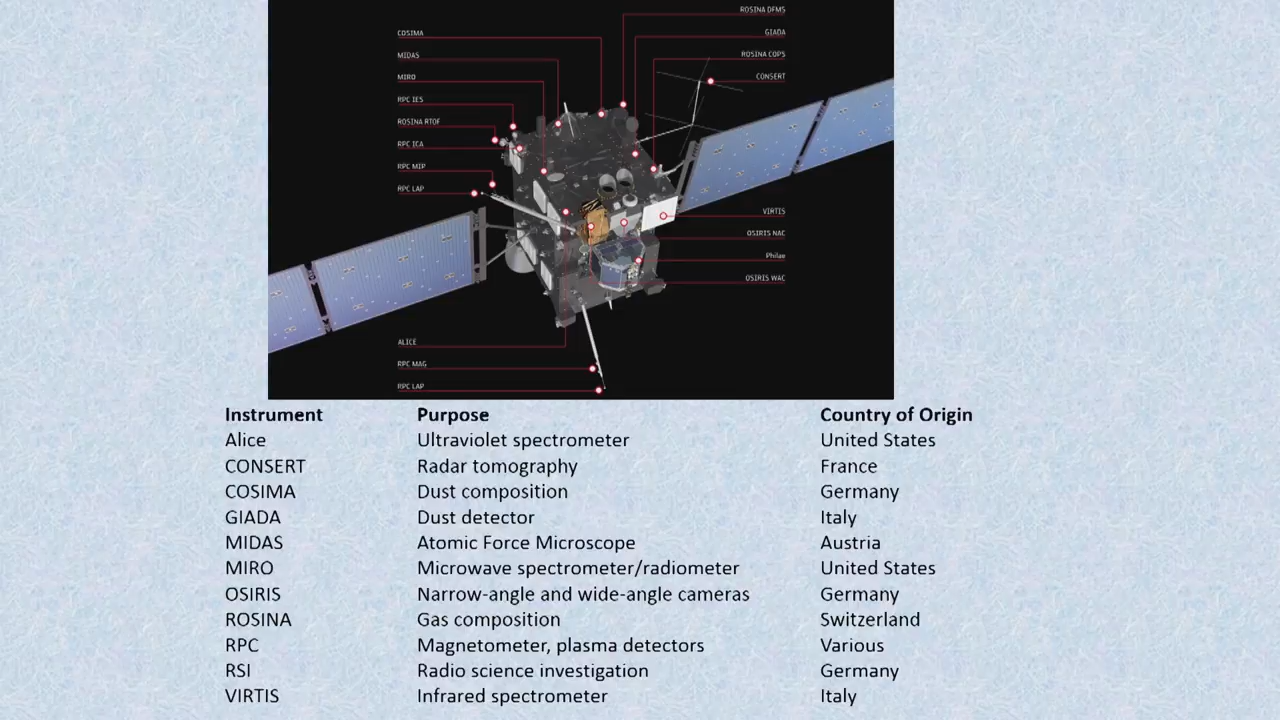 ROSINA DFMS
COSIMA
GIADA
MIDAS
ROSINA COPS
MIRO
CONSERT
RPC IES
ROSINA RTOF
RPC ICA
RPC MIP
RPC LAP
VIRTIS
OSIRIS NAC
Philae
OSIRIS WAC
ALICE
RPC MAG
RPC LAP
Instrument Purpose Country of Origin
Alice Ultraviolet spectrometer United States
CONSERT Radar tomography France
COSIMA Dust composition Germany
GIADA Dust detector Italy
MIDAS Atomic Force Microscope Austria
MIRO Microwave spectrometer/radiometer United States
OSIRIS Narrow-angle and wide-angle cameras Germany
ROSINA Gas composition Switzerland
RPC Magnetometer, plasma detectors Various
RSI Radio science investigation Germany
VIRTIS Infrared spectrometer Italy